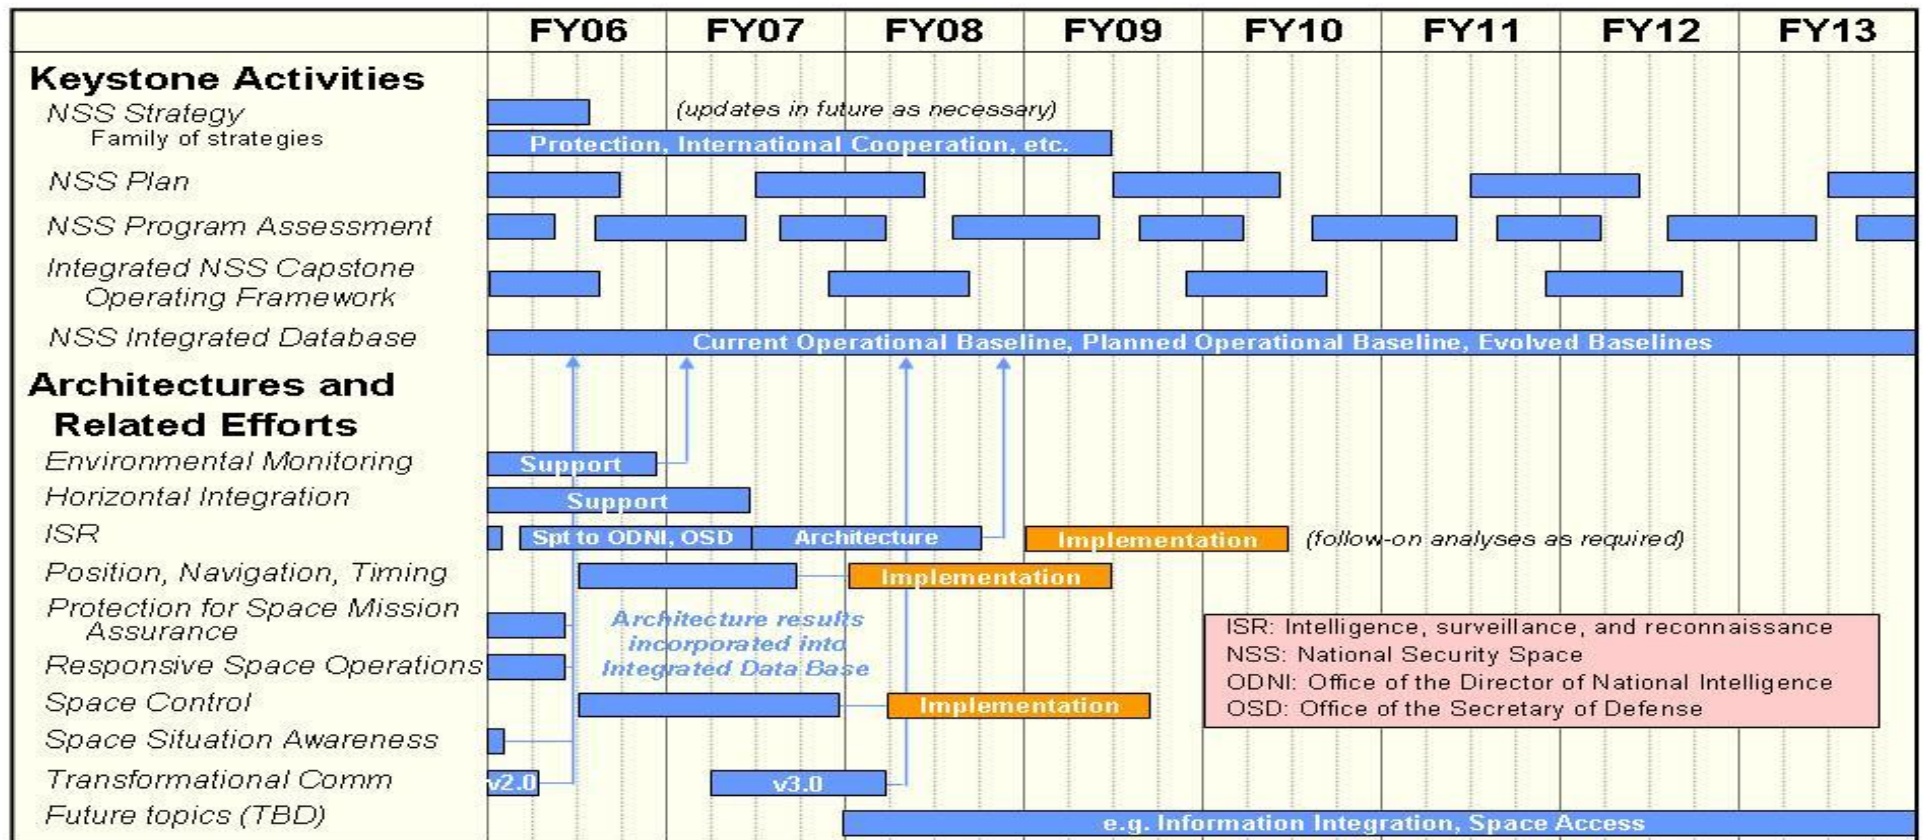 FY06 FY07 FY08 FY09 FY10 FY11 FY12 FY13
Keystone Activities
NSS Strategy
(updates in future as necessary)
Family of strategies
Protection, International Cooperation, etc.
NSS Plan
NSS Program Assessment
Integrated NSS Capstone
Operating Framework
NSS Integrated Database
Current Operational Baseline, Planned Operational Baseline, Evolved Baselines
Architectures and
Related Efforts
Environmental Monitoring
Support
Horizontal Integration
Support
ISR
Spt to ODNI, OSD
Architecture
Implementation
(follow-on analyses as required)
Position, Navigation, Timing
Implementation
Protection for Space Mission
Assurance
Architecture results
incorporated into
Integrated Data Base
Responsive Space Operations
Space Control
Implementation
ISR: Intelligence, surveillance, and reconnaissance
NSS: National Security Space
ODNI: Office of the Director of National Intelligence
OSD: Office of the Secretary of Defense
Space Situation Awareness
Transformational Comm
v2.0
v3.0
Future topics (TBD)
e.g. Information Integration, Space Access